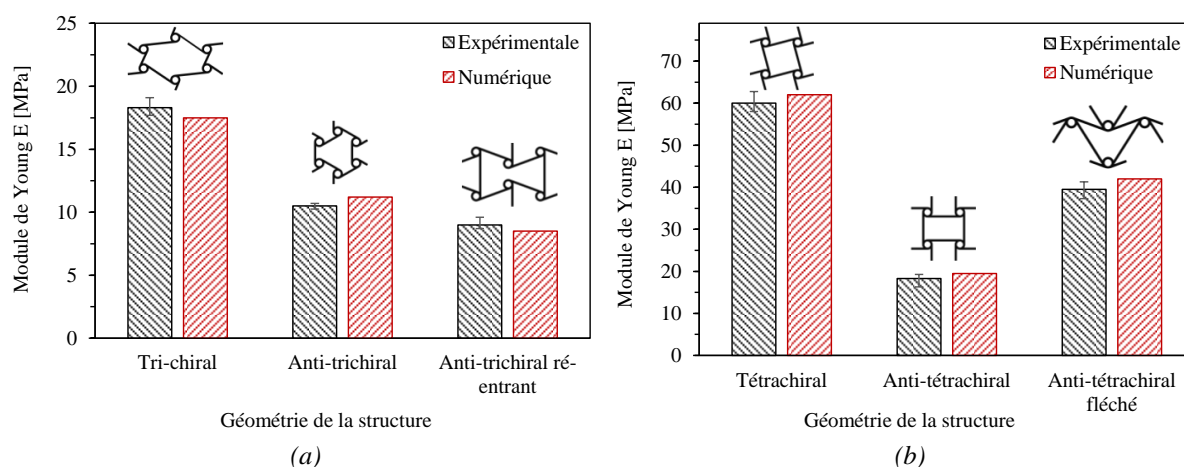 25
20
15
10
5
0
Module de Young E [MPa]
Expérimentale
Numérique
Tri-chiral
Anti-trichiral
Anti-trichiral ré-
entrant
Géométrie de la structure
(a)
80
70
60
50
40
30
20
10
0
Module de Young E [MPa]
Expérimentale
Numérique
Tétrachiral
Anti-tétrachiral
Anti-tétrachiral
fléché
Géométrie de la structure
(b)